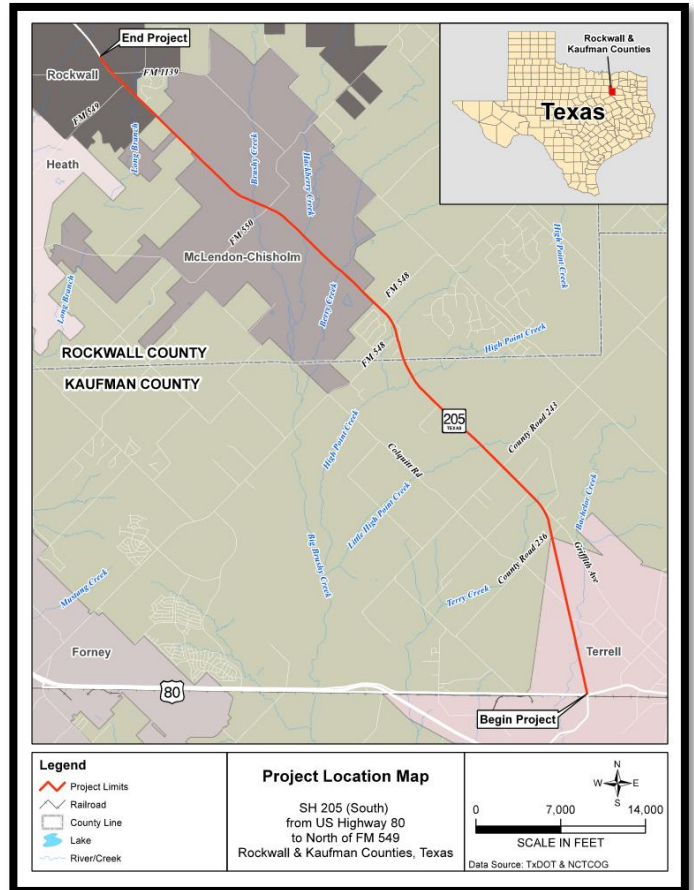 End Project
Rockwall
FM 1139
FM 549
Heath
Long Branch
Brushy Creek
Hackberry Creek
FM 550
McLendon-Chisholm
Long Branch
Berry Creek
FM 548
FM 548
High Point Creek
High Point Creek
ROCKWALL COUNTY
KAUFMAN COUNTY
205
TEXAS
County Road 243
High Point Creek
Colquitt Rd
Little High Point Creek
Bachelor Creek
Big Brushy Creek
County Road 236
Griffith Ave
Terry Creek
Mustang Creek
Forney
80
Terrell
Begin Project
Rockwall &
Kaufman Counties
Texas
Legend
Project Limits
Railroad
County Line
Lake
River/Creek
Project Location Map
SH 205 (South)
from US Highway 80
to North of FM 549
Rockwall & Kaufman Counties, Texas
N
W E
S
0 7,000 14,000
SCALE IN FEET
Data Source: TxDOT & NCTCOG